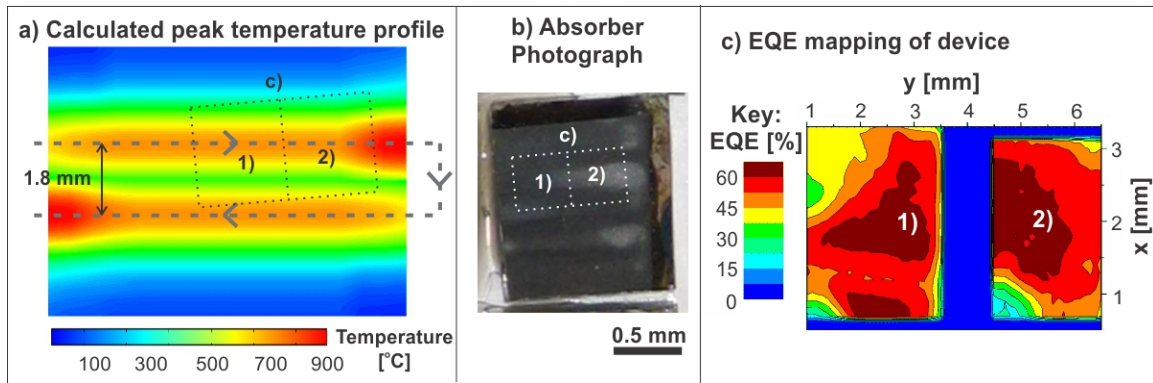 a) Calculated peak temperature profile
c)
1)
2)
1.8 mm
Temperature
[°C]
100 300 500 700 900
b) Absorber
Photograph
c)
1)
2)
0.5 mm
c) EQE mapping of device
y [mm]
1 2 3 4 5 6
Key:
EQE [%]
60
45
30
15
0
1)
2)
3
2
1
x [mm]